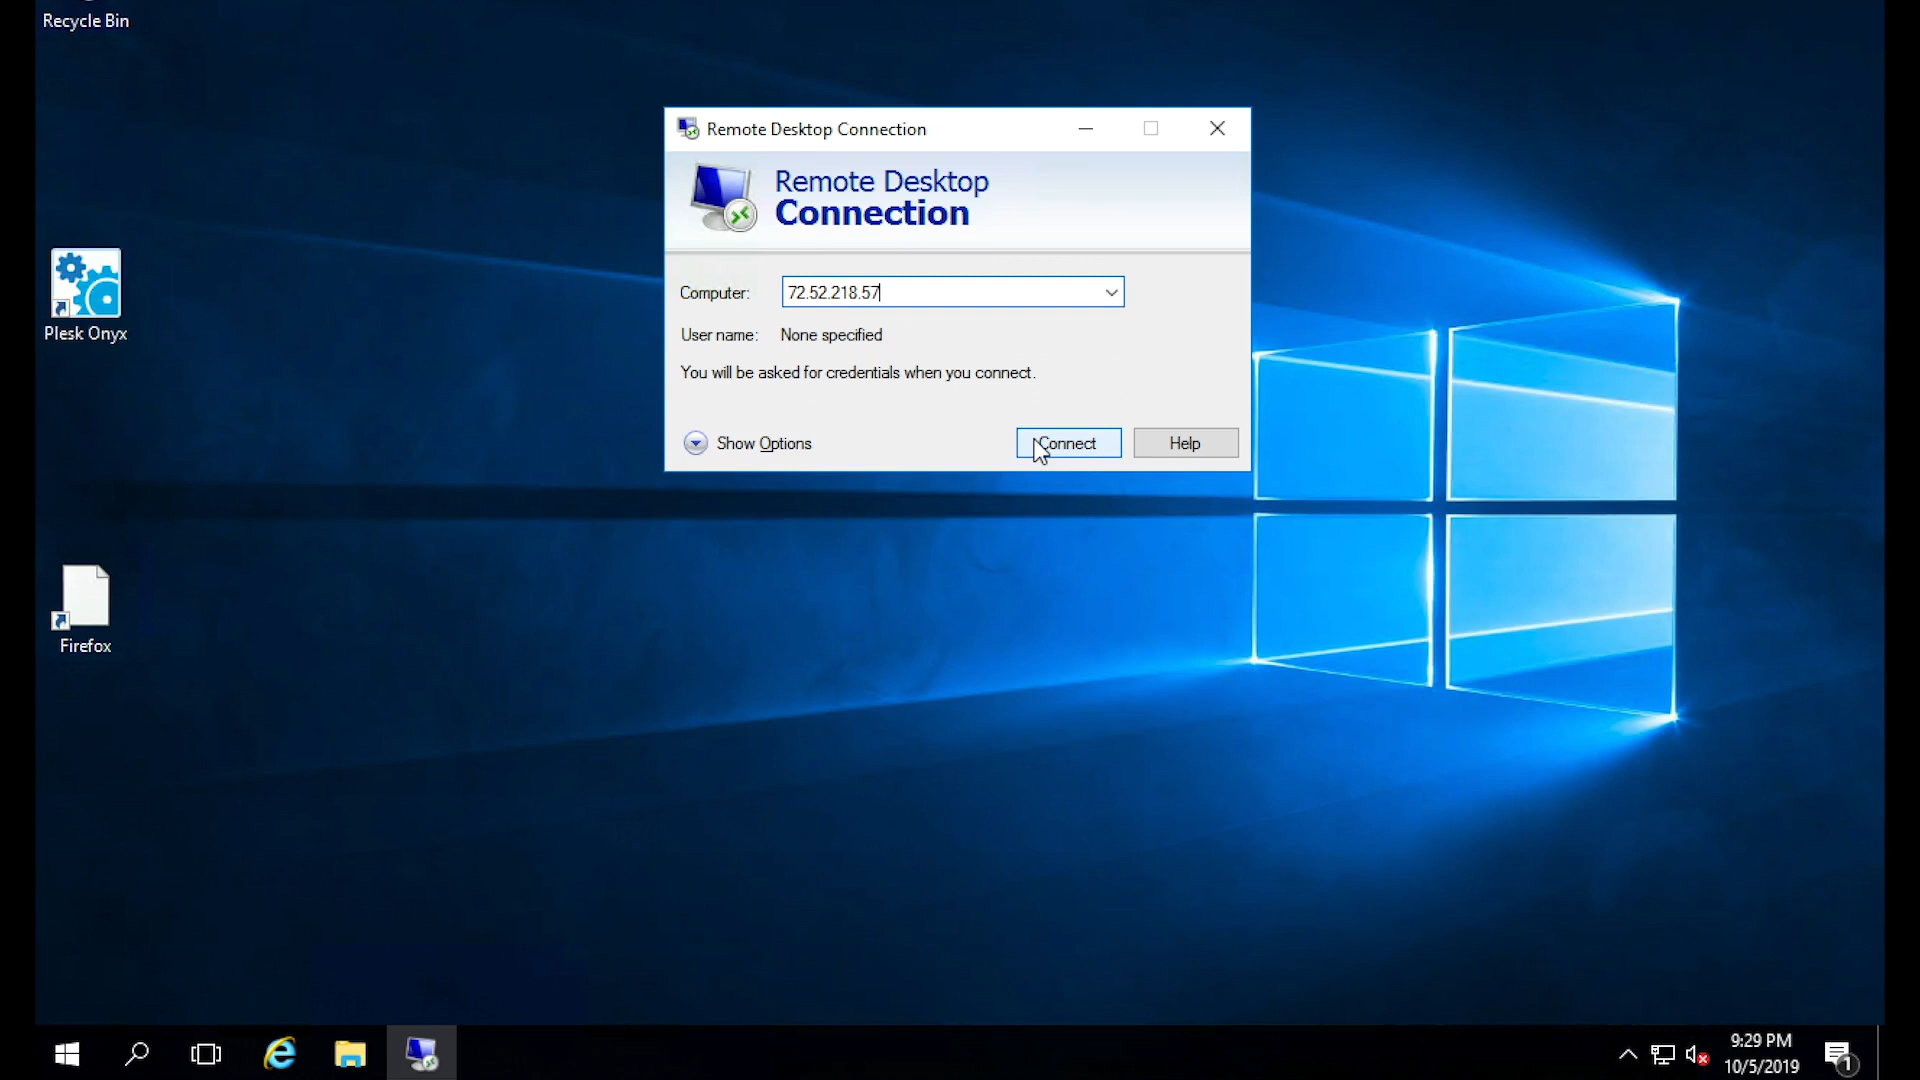 Recycle Bin
Remote Desktop Connection
Remote Desktop
Connection
Computer: 72.52.218.57
User name: None specified
You will be asked for credentials when you connect.
Show Options
Connect
Help
Plesk Onyx
Firefox
9:29 PM
10/5/2019
1